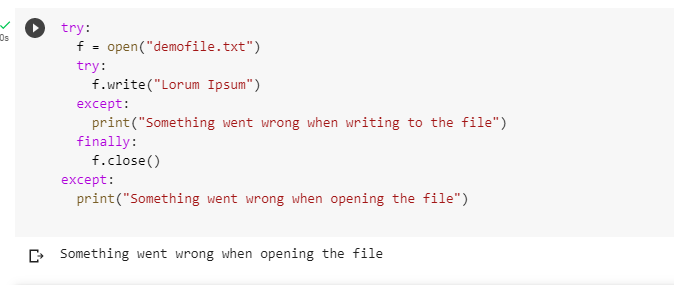 try:
  f = open("demofile.txt")
  try:
    f.write("Lorum Ipsum")
  except:
    print("Something went wrong when writing to the file")
  finally:
    f.close()
except:
  print("Something went wrong when opening the file")
0s
Something went wrong when opening the file